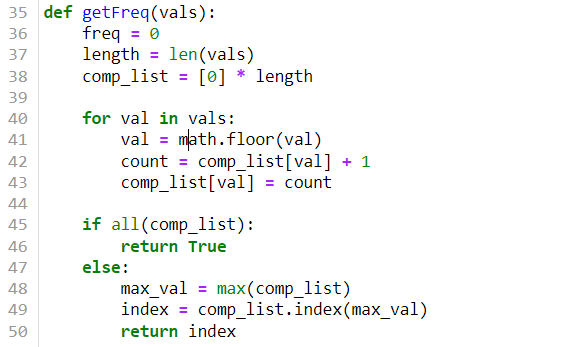 35 def getFreq(vals):
36     freq = 0
37     length = len(vals)
38     comp_list = [0] * length
39
40     for val in vals:
41         val = math.floor(val)
42         count = comp_list[val] + 1
43         comp_list[val] = count
44
45     if all(comp_list):
46         return True
47     else:
48         max_val = max(comp_list)
49         index = comp_list.index(max_val)
50         return index